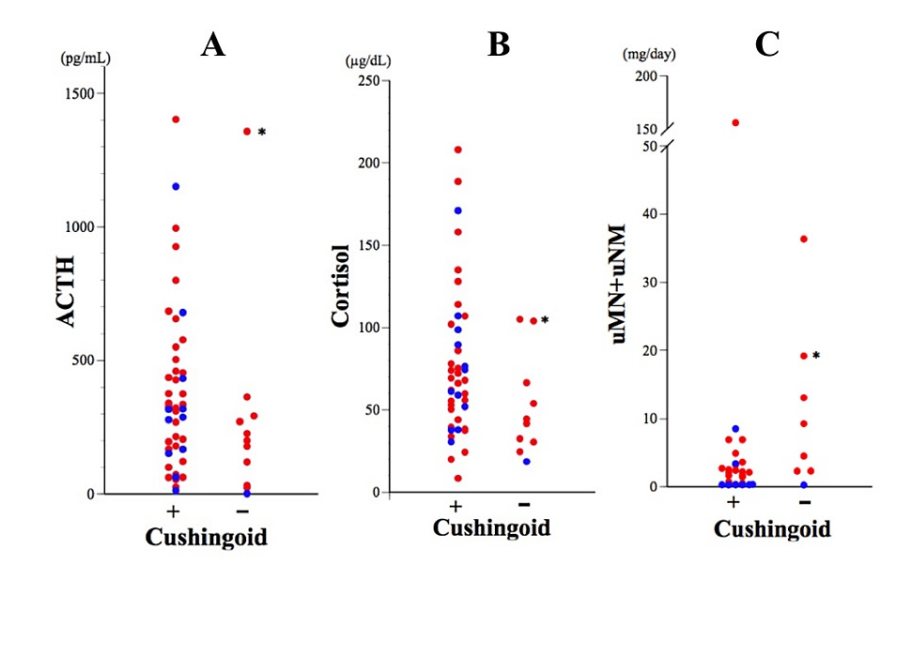 A
B
C
(pg/mL)
1500
1000
500
0
ACTH
*
+
−
Cushingoid
(µg/dL)
250
200
150
100
50
0
Cortisol
*
+
−
Cushingoid
(mg/day)
200
150
50
40
30
20
10
0
uMN+uNM
*
+
−
Cushingoid